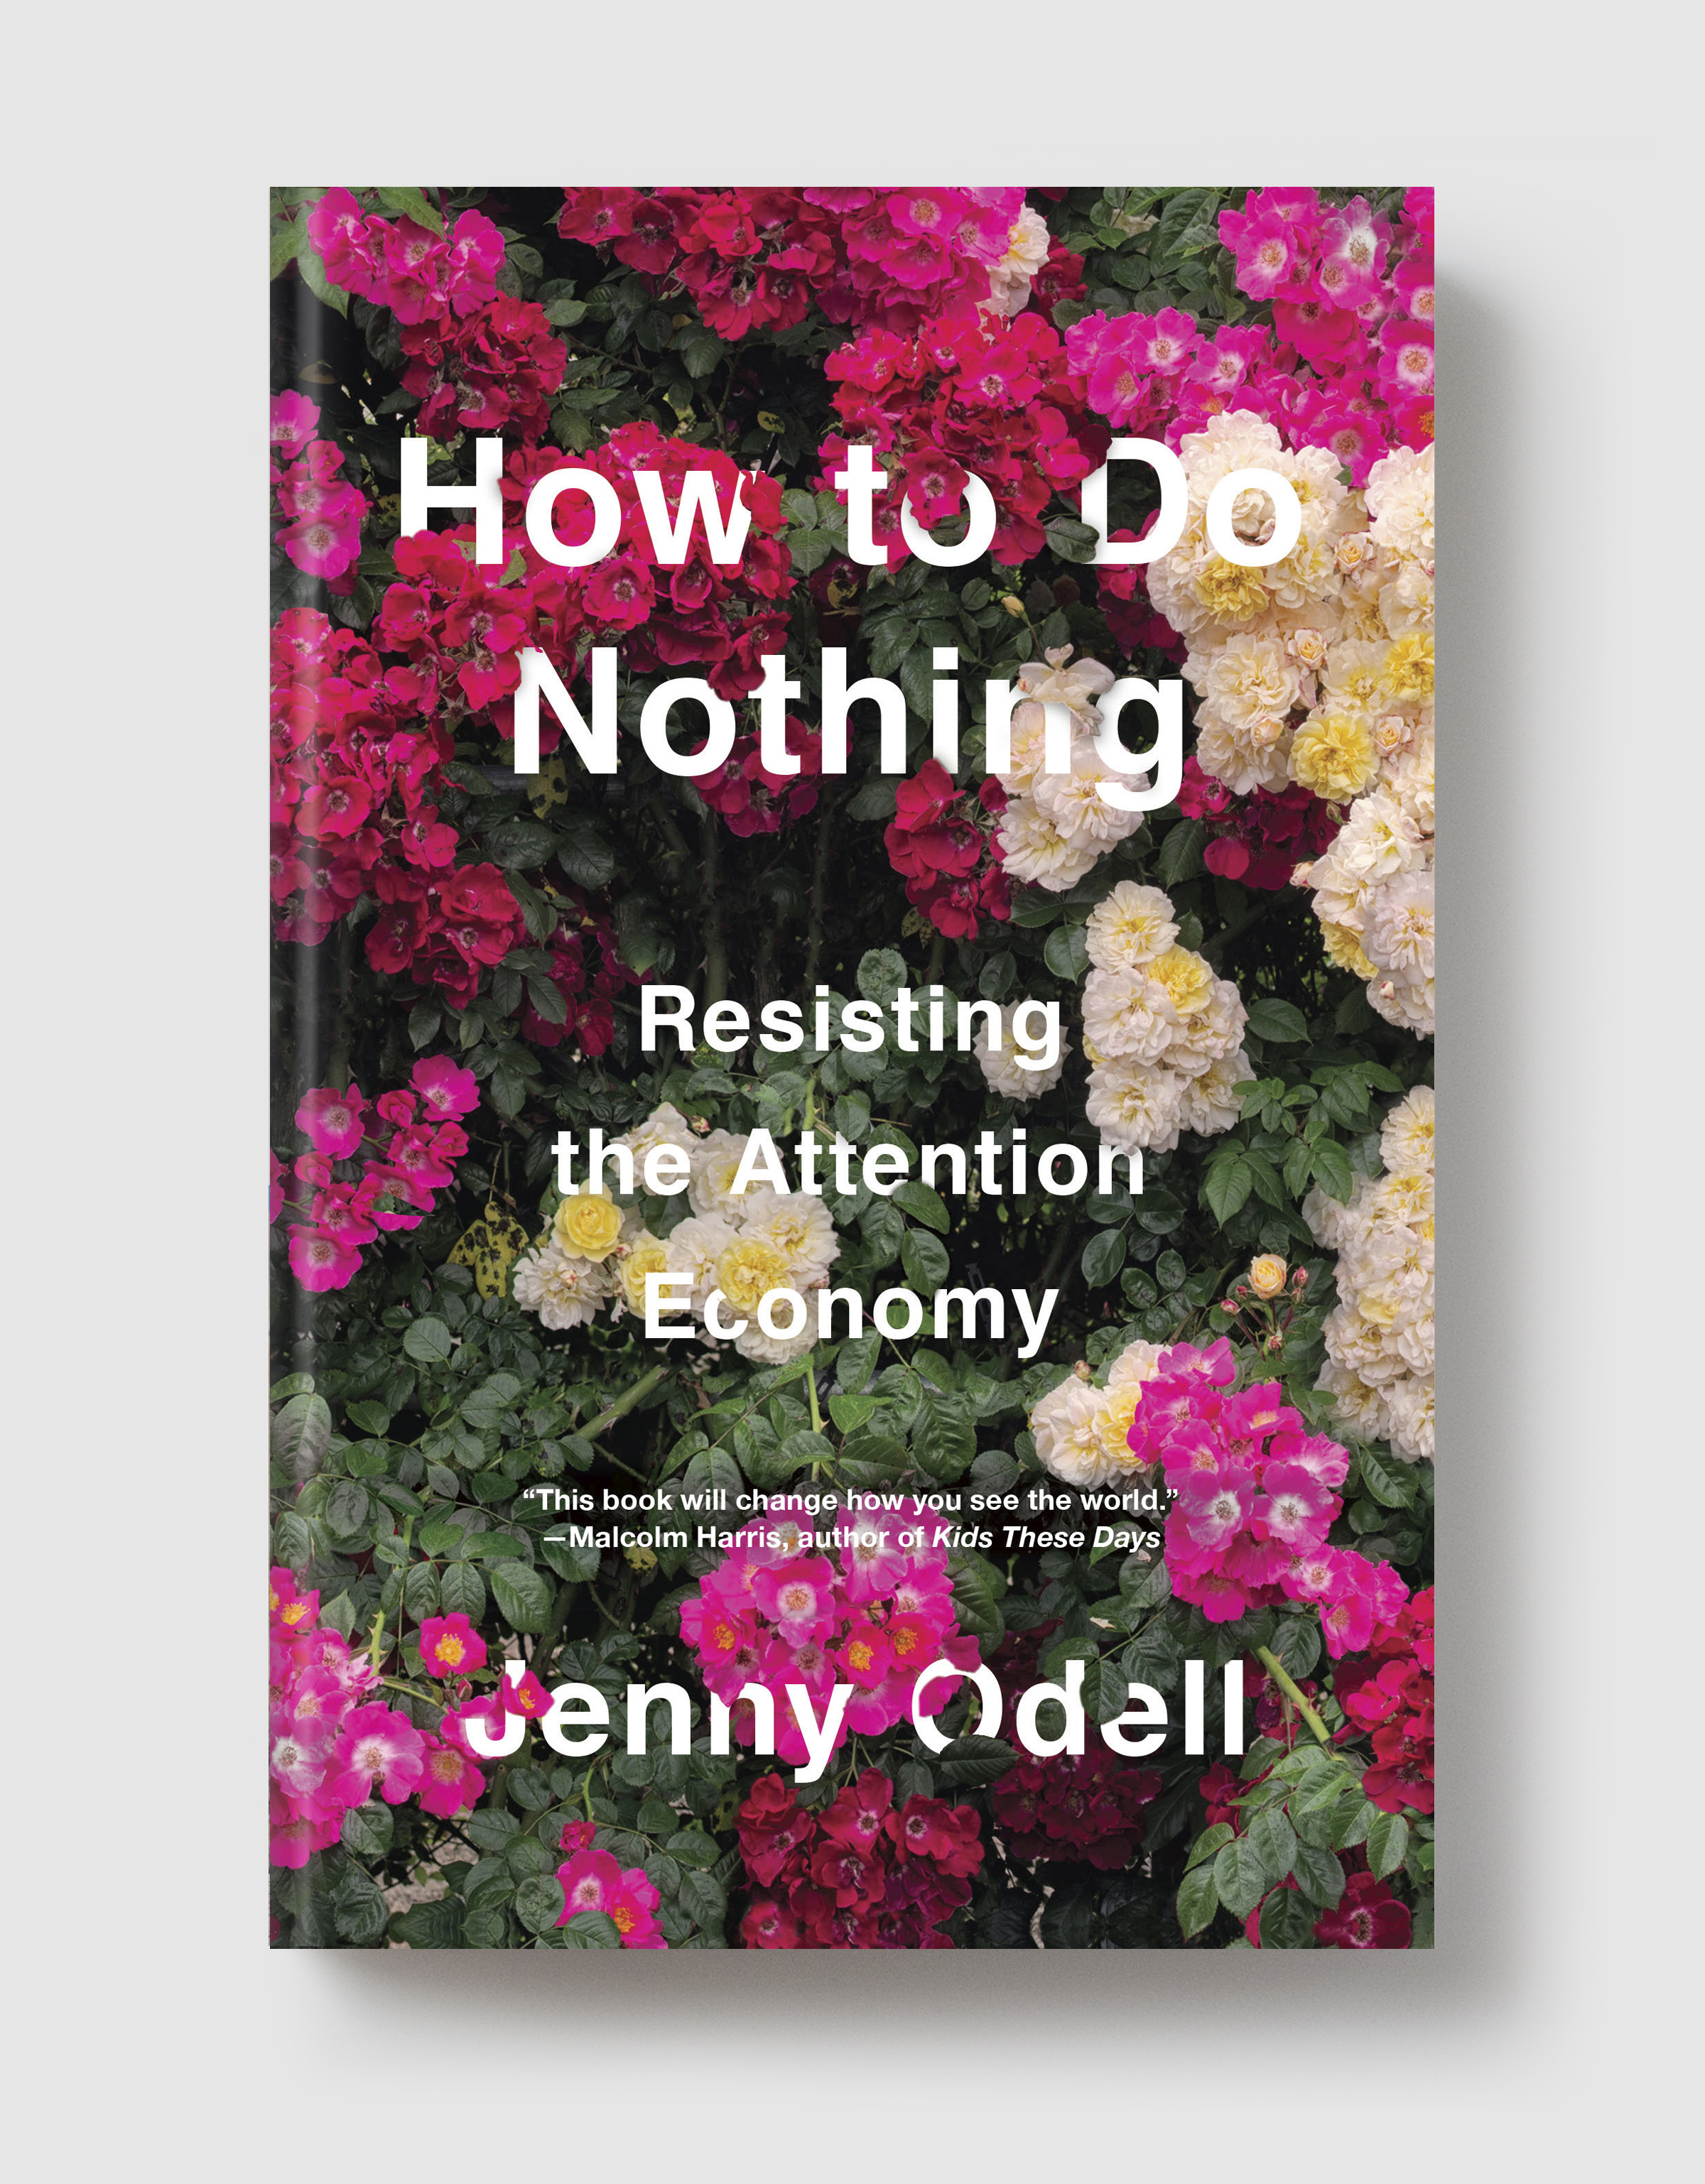 How to Do
Nothing
Resisting
the Attention
Economy
“This book will change how you see the world.”
—Malcolm Harris, author of Kids These Days
Jenny Odell